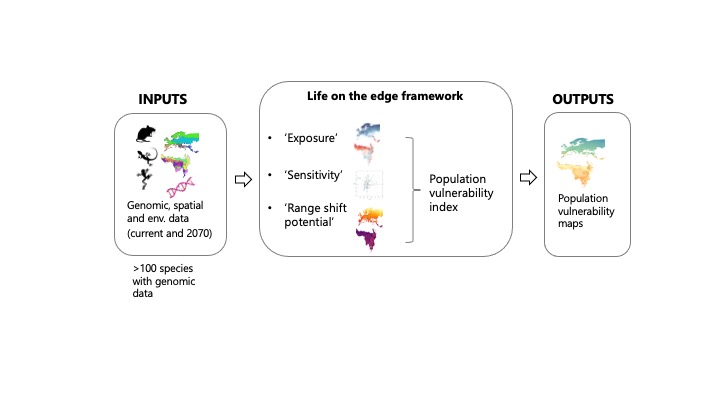 INPUTS
Genomic, spatial
and env. data
(current and 2070)
>100 species
with genomic
data
Life on the edge framework
• ‘Exposure’
• ‘Sensitivity’
• ‘Range shift
potential’
Population
vulnerability
index
OUTPUTS
Population
vulnerability
maps